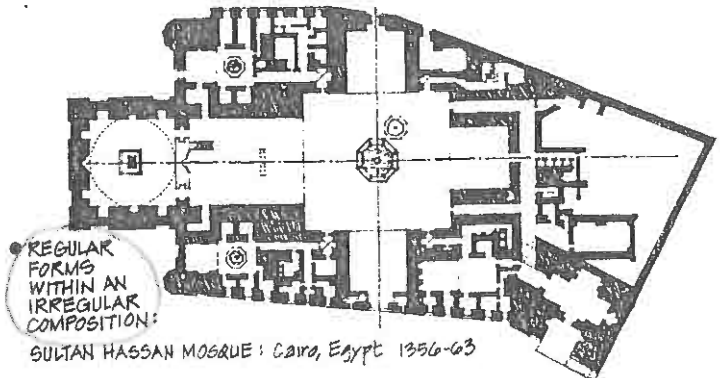 • REGULAR
FORMS
WITHIN AN
IRREGULAR
COMPOSITION:
SULTAN HASSAN MOSQUE: Cairo, Egypt 1356-63